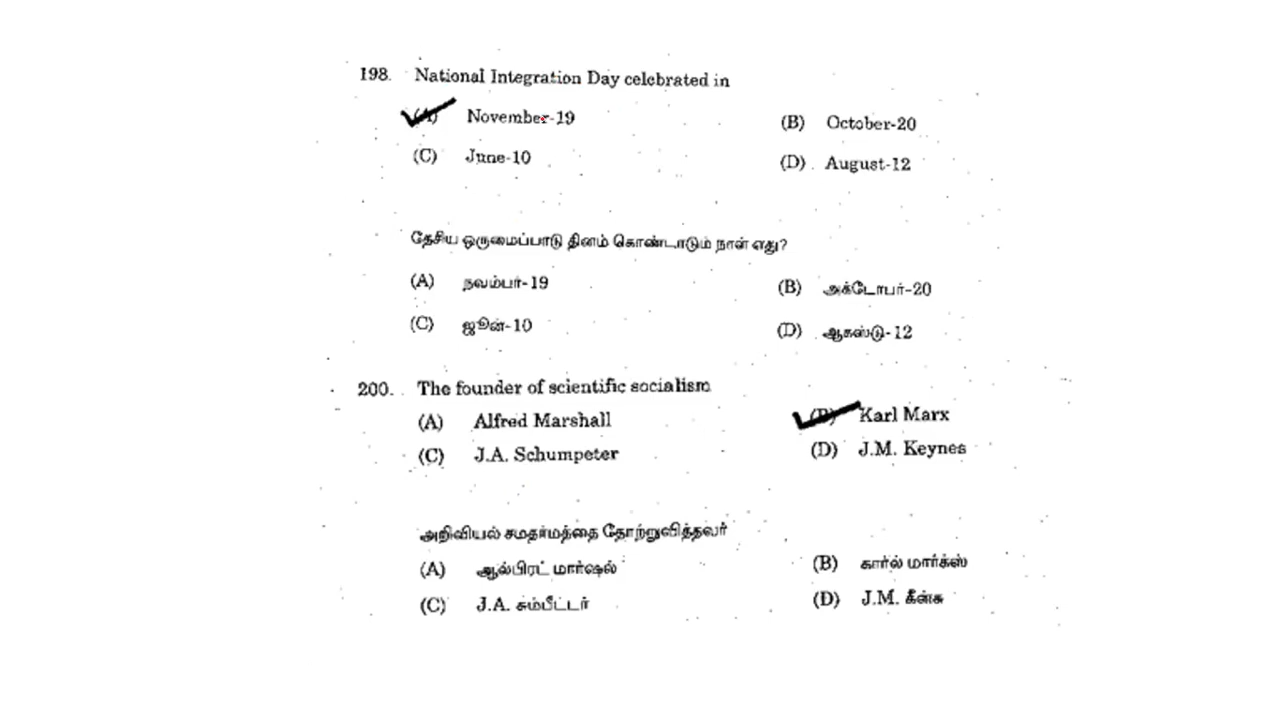 198. National Integration Day celebrated in
(A) November-19 (B) October-20
(C) June-10 (D) August-12
தேசிய ஒருமைப்பாடு தினம் கொண்டாடும் நாள் எது?
(A) நவம்பர்-19 (B) அக்டோபர்-20
(C) ஜூன்-10 (D) ஆகஸ்டு-12
200. The founder of scientific socialism
(A) Alfred Marshall (B) Karl Marx
(C) J.A. Schumpeter (D) J.M. Keynes
அறிவியல் சமதர்மத்தை தோற்றுவித்தவர்
(A) ஆல்பிரட் மார்ஷல் (B) கார்ல் மார்க்ஸ்
(C) J.A. சும்பீட்டர் (D) J.M. கீன்சு